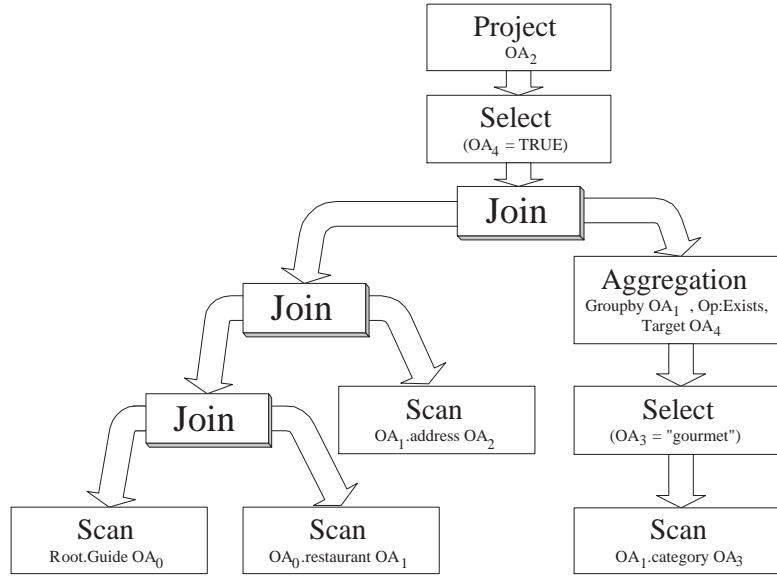 Project
OA₂
Select
(OA₄ = TRUE)
Join
Aggregation
Groupby OA₁ , Op:Exists,
Target OA₄
Join
Scan
OA₁.address OA₂
Select
(OA₃ = "gourmet")
Join
Scan
Root.Guide OA₀
Scan
OA₀.restaurant OA₁
Scan
OA₁.category OA₃